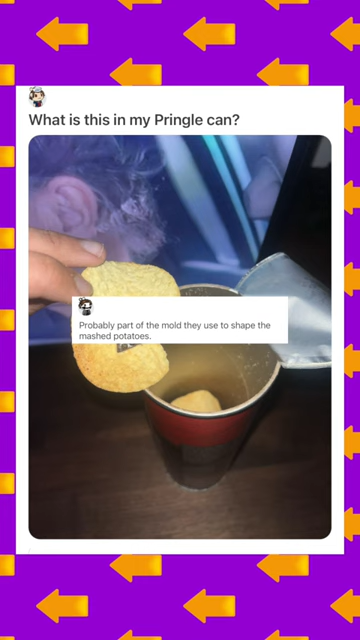 What is this in my Pringle can?
Probably part of the mold they use to shape the
mashed potatoes.